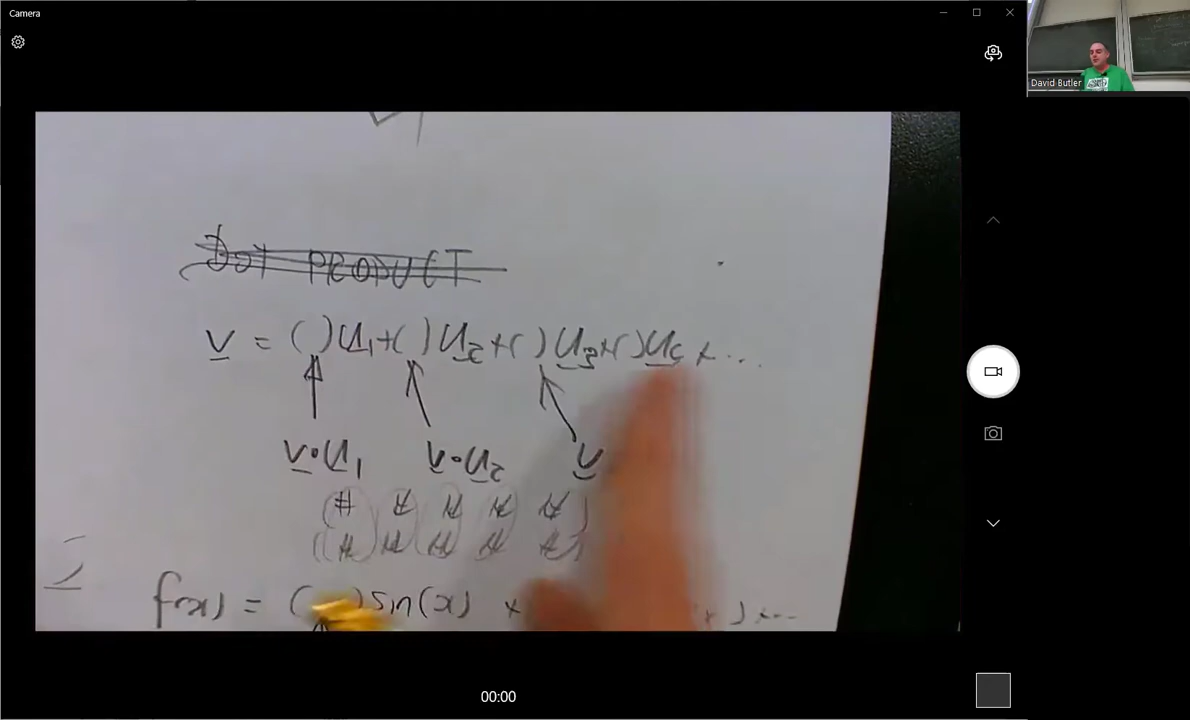 Camera
David Butler
DOT PRODUCT
v = ( )u₁+( )u₂+( )u₃+( )u₄+...
v•u₁ v•u₂ v
(# # # # #)
(# # # # #)
f(x) = ( )sin(x) +
00:00